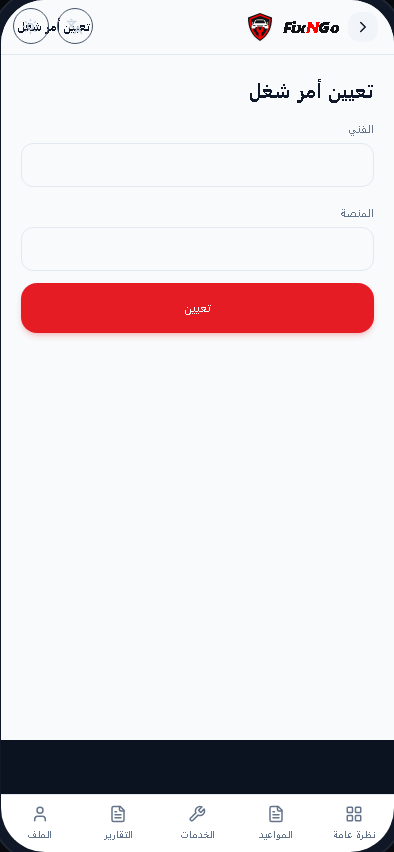 FixNGo
تعيين أمر شغل
تعيين أمر شغل
الفني
المنصة
تعيين
نظرة عامة
المواعيد
الخدمات
التقارير
الملف